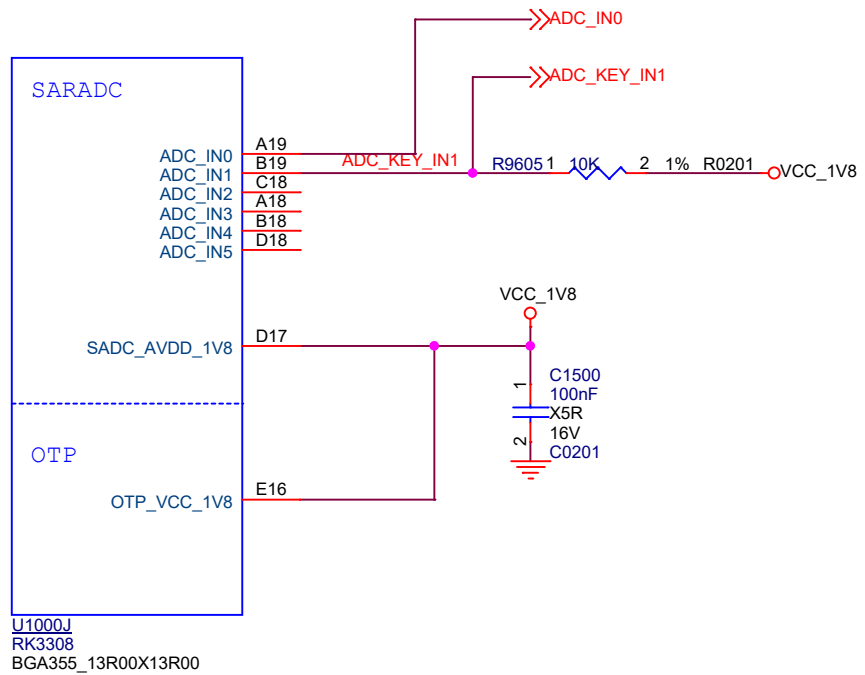 ADC_IN0
ADC_KEY_IN1
SARADC
ADC_IN0 A19
ADC_IN1 B19 ADC_KEY_IN1 R9605 1 10K 2 1% R0201 VCC_1V8
ADC_IN2 C18
ADC_IN3 A18
ADC_IN4 B18
ADC_IN5 D18
VCC_1V8
SADC_AVDD_1V8 D17
1 C1500
100nF
X5R
16V
2 C0201
OTP
OTP_VCC_1V8 E16
U1000J
RK3308
BGA355_13R00X13R00